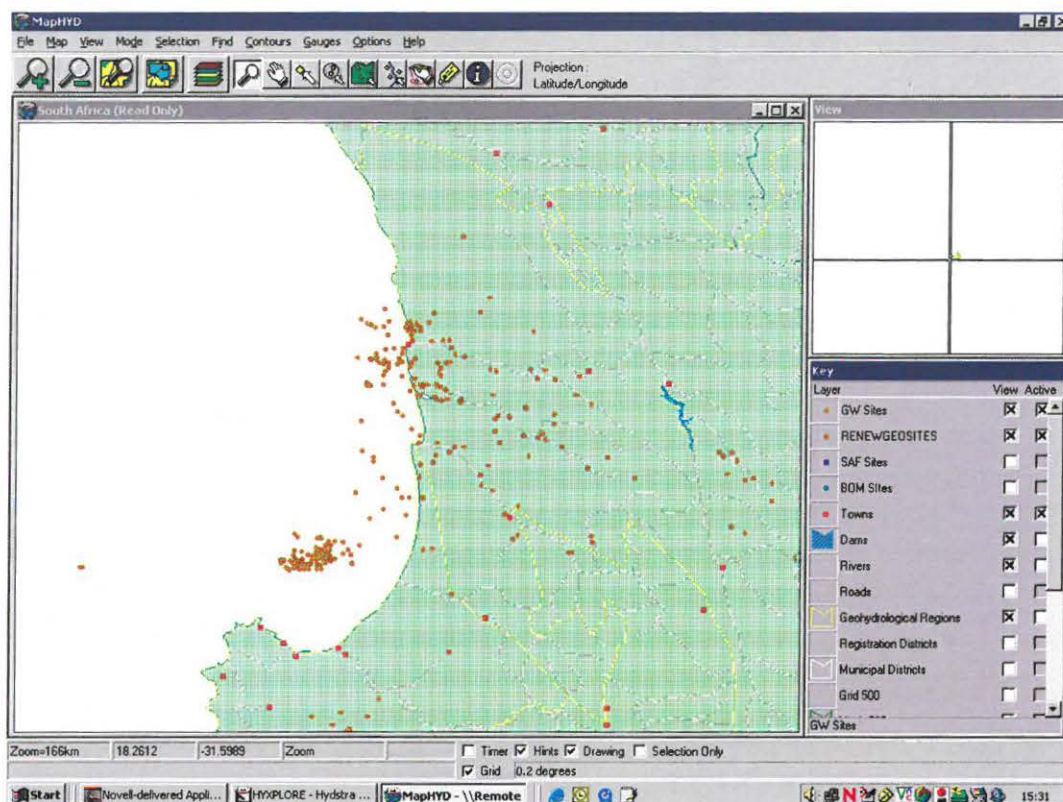 MapHYD
File Map View Mode Selection Find Contours Gauges Options Help
Projection :
Latitude/Longitude
South Africa (Read Only)
View
Key
Layer View Active
GW Sites
RENEWGEOSITES
SAF Sites
BOM Sites
Towns
Dams
Rivers
Roads
Geohydrological Regions
Registration Districts
Municipal Districts
Grid 500
GW Sites
Zoom=166km 18.2612 -31.5989 Zoom Timer Hints Drawing Selection Only
Grid 0.2 degrees
Start Novell-delivered Appli... HYXPLORE - Hydstra ... MapHYD - \\Remote 15:31